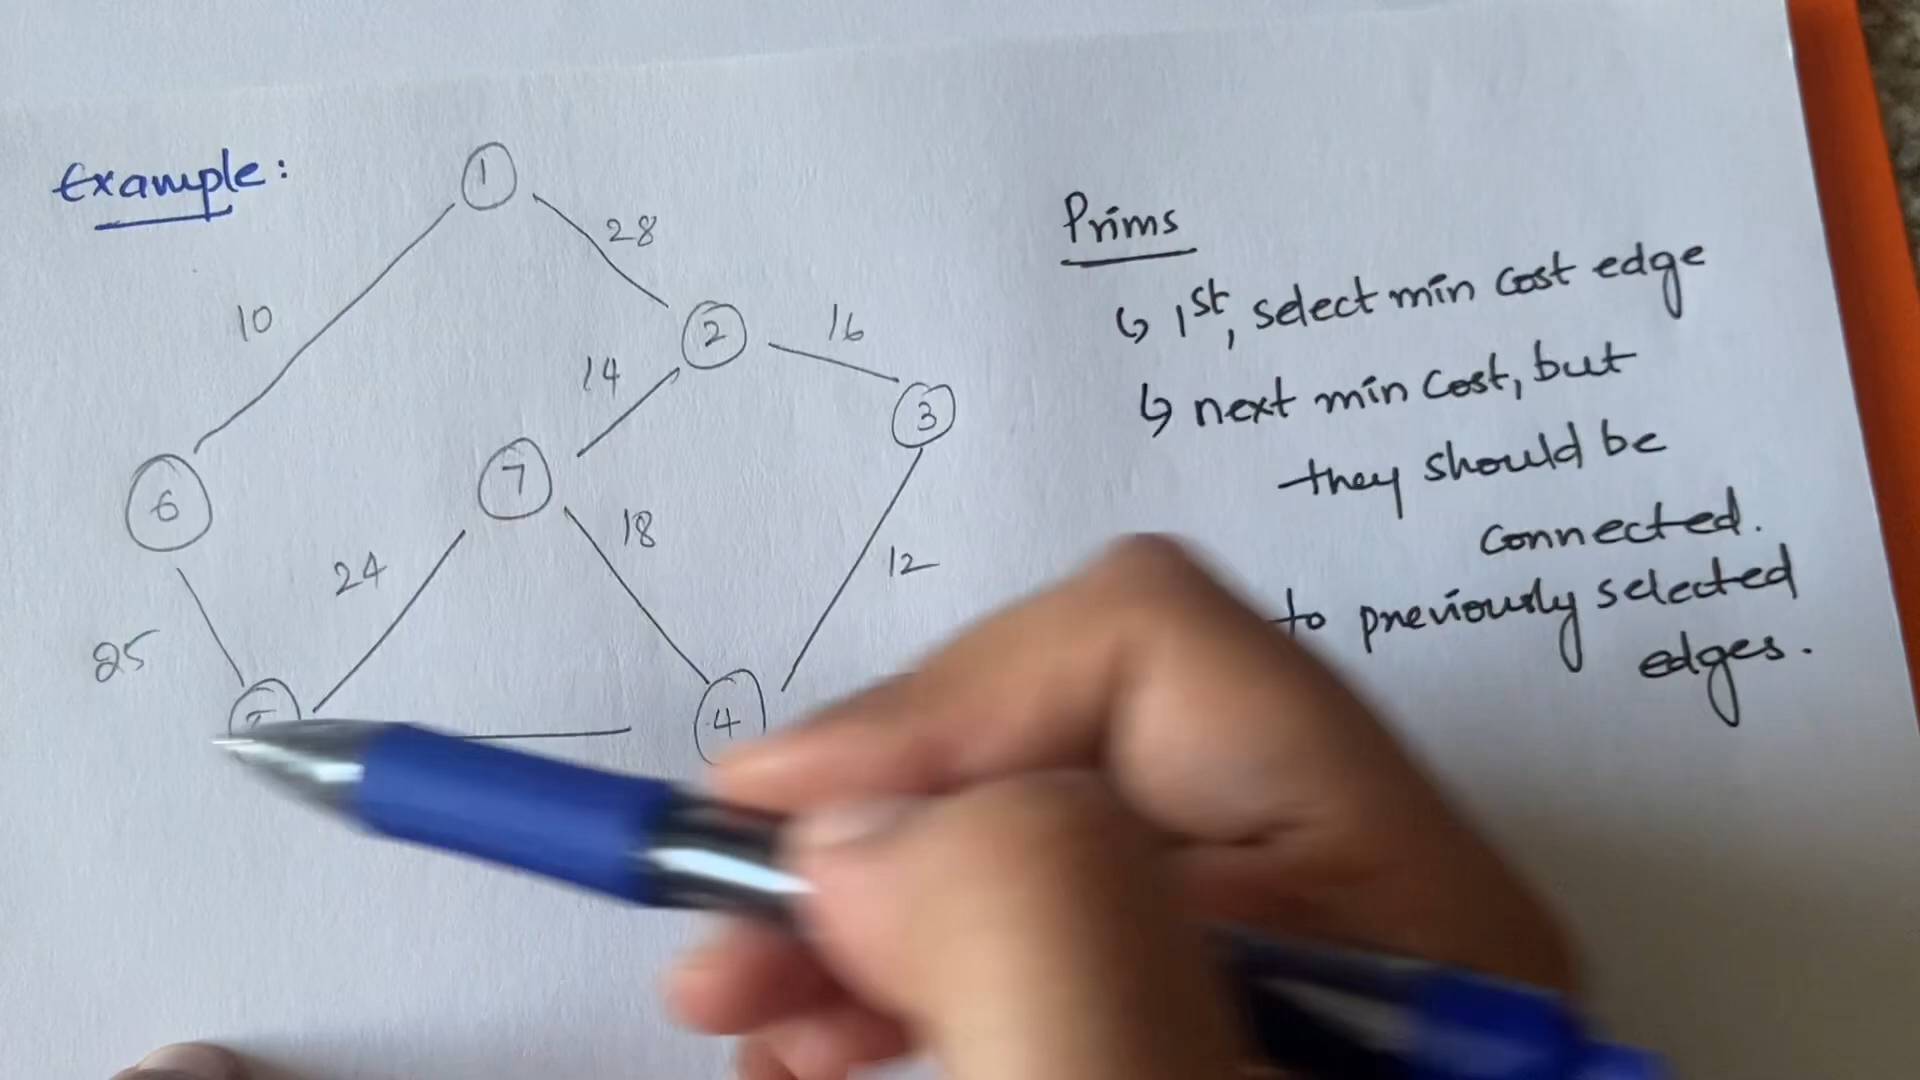 Example:
1
28
10
2
16
14
3
7
6
18
24
12
25
4
Prims
↳ 1st, select min cost edge
↳ next min cost, but
they should be
connected.
to previously selected
edges.